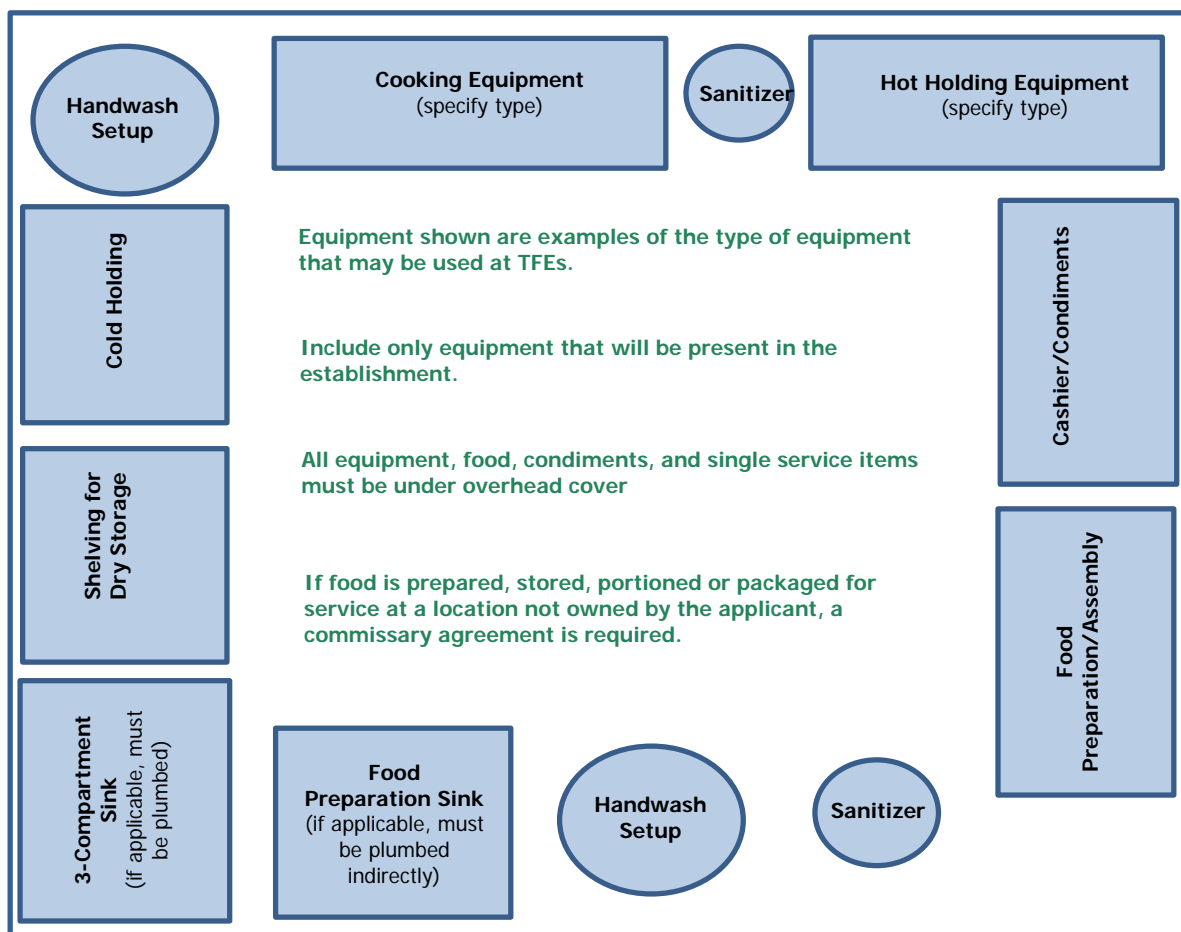 Handwash
Setup
Cooking Equipment
(specify type)
Sanitizer
Hot Holding Equipment
(specify type)
Cold Holding
Equipment shown are examples of the type of equipment
that may be used at TFEs.
Include only equipment that will be present in the
establishment.
Cashier/Condiments
Shelving for
Dry Storage
All equipment, food, condiments, and single service items
must be under overhead cover
If food is prepared, stored, portioned or packaged for
service at a location not owned by the applicant, a
commissary agreement is required.
Food
Preparation/Assembly
3-Compartment
Sink
(if applicable, must
be plumbed)
Food
Preparation Sink
(if applicable, must
be plumbed
indirectly)
Handwash
Setup
Sanitizer